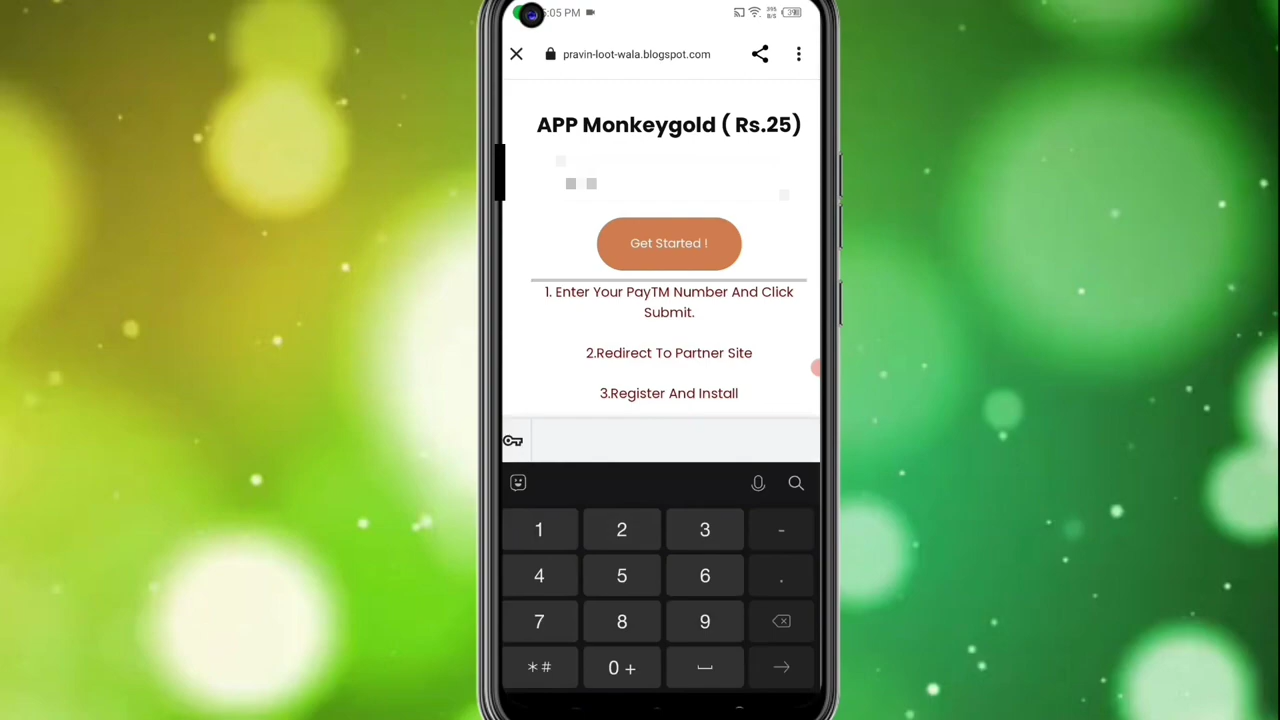 5:05 PM
395 B/S
pravin-loot-wala.blogspot.com
APP Monkeygold ( Rs.25)
Get Started !
1. Enter Your PayTM Number And Click
Submit.
2.Redirect To Partner Site
3.Register And Install
1 2 3 -
4 5 6 .
7 8 9
*# 0 +